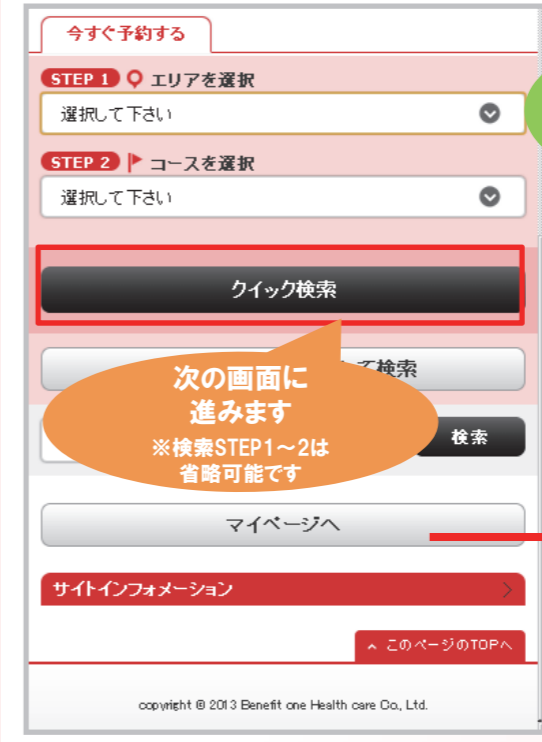 今すぐ予約する
STEP 1 エリアを選択
選択して下さい
STEP 2 コースを選択
選択して下さい
クイック検索
て検索
次の画面に
進みます
※検索STEP1～2は
省略可能です
検索
マイページへ
サイトインフォメーション
このページのTOPへ
copyright © 2013 Benefit one Health care Co., Ltd.